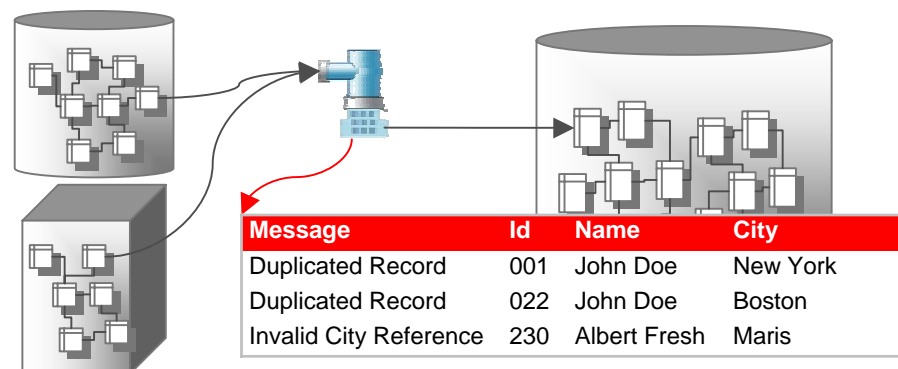 Message Id Name City
Duplicated Record 001 John Doe New York
Duplicated Record 022 John Doe Boston
Invalid City Reference 230 Albert Fresh Maris